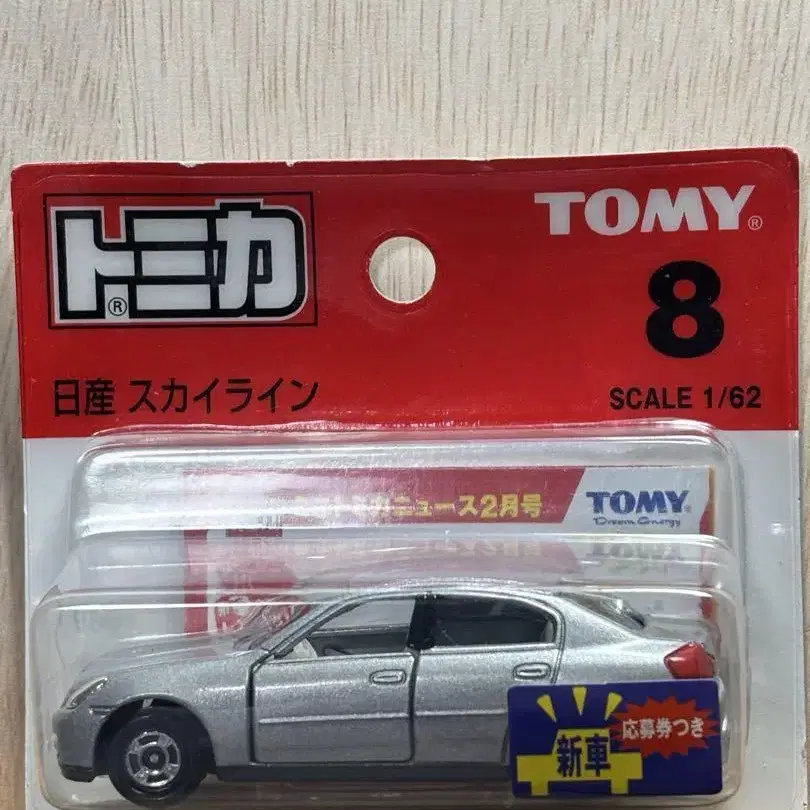 トミカ®
TOMY®
8
日産 スカイライン
SCALE 1/62
ニュース2月号
TOMY®
Dream Energy
応募券つき
新車